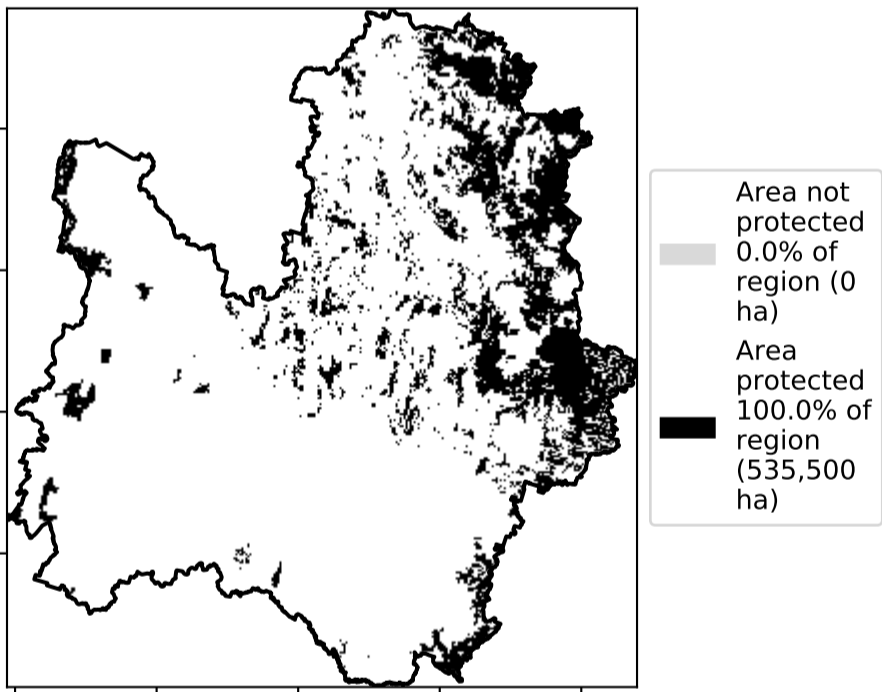 Area not
protected
0.0% of
region (0
ha)
Area
protected
100.0% of
region
(535,500
ha)